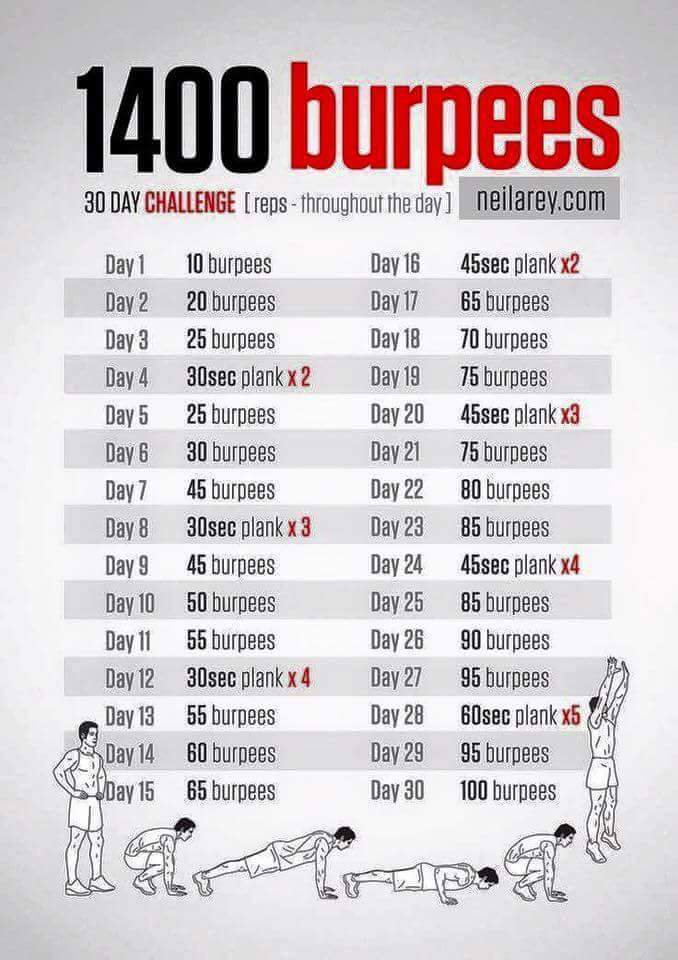 1400 burpees
30 DAY CHALLENGE [ reps - throughout the day ] neilarey.com
Day 1 10 burpees
Day 2 20 burpees
Day 3 25 burpees
Day 4 30sec plank x 2
Day 5 25 burpees
Day 6 30 burpees
Day 7 45 burpees
Day 8 30sec plank x 3
Day 9 45 burpees
Day 10 50 burpees
Day 11 55 burpees
Day 12 30sec plank x 4
Day 13 55 burpees
Day 14 60 burpees
Day 15 65 burpees
Day 16 45sec plank x2
Day 17 65 burpees
Day 18 70 burpees
Day 19 75 burpees
Day 20 45sec plank x3
Day 21 75 burpees
Day 22 80 burpees
Day 23 85 burpees
Day 24 45sec plank x4
Day 25 85 burpees
Day 26 90 burpees
Day 27 95 burpees
Day 28 60sec plank x5
Day 29 95 burpees
Day 30 100 burpees